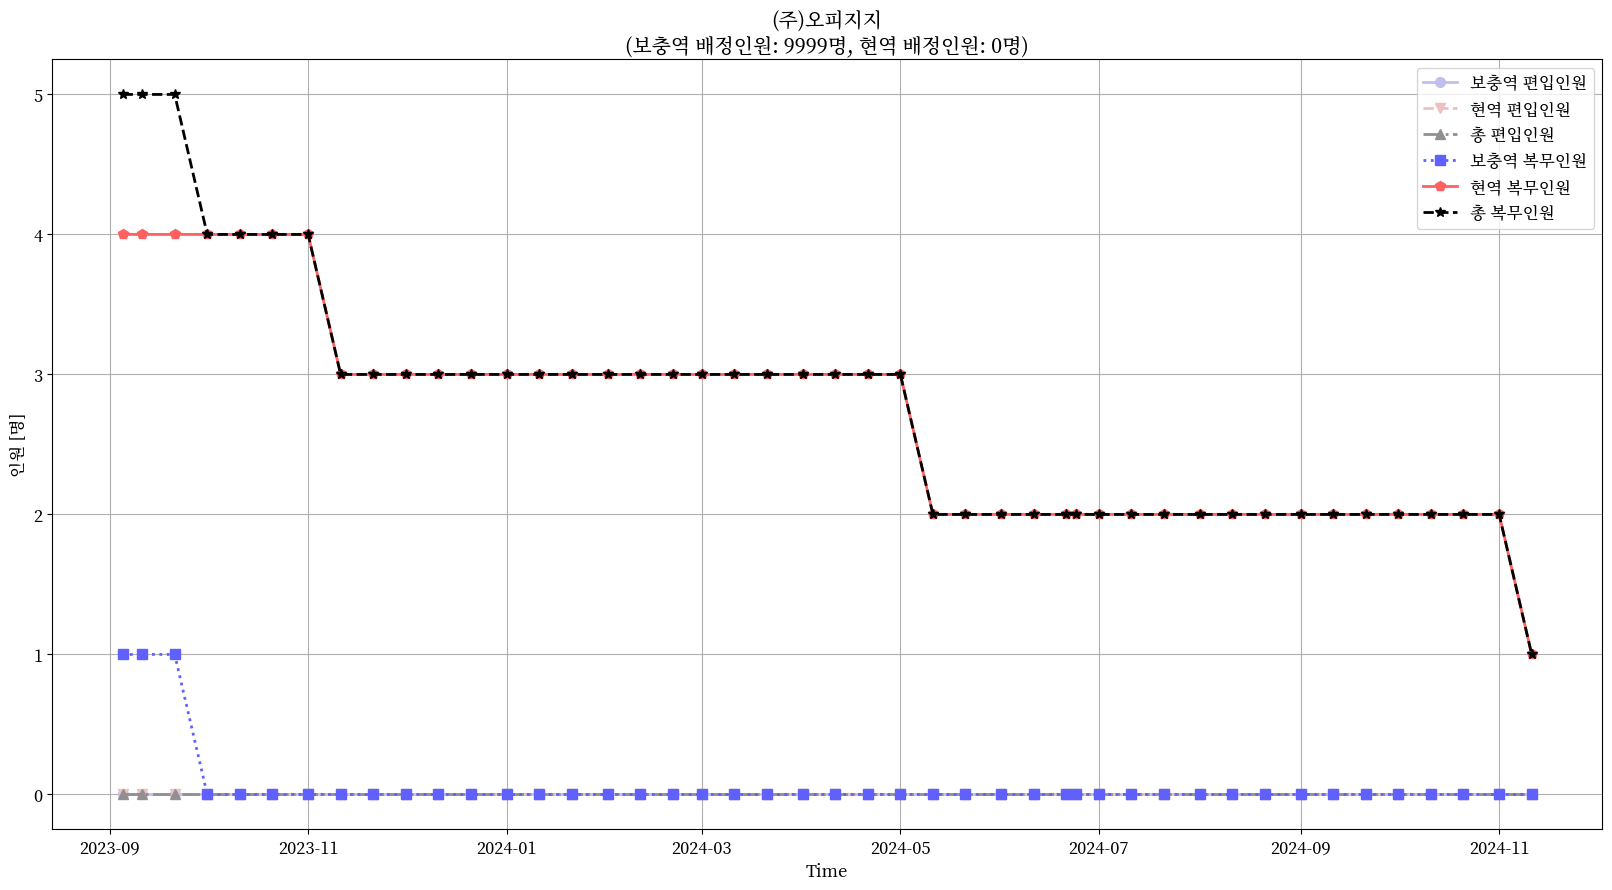 (주)오피지지
(보충역 배정인원: 9999명, 현역 배정인원: 0명)
보충역 편입인원
현역 편입인원
총 편입인원
보충역 복무인원
현역 복무인원
총 복무인원
인원 [명]
5
4
3
2
1
0
2023-09
2023-11
2024-01
2024-03
2024-05
2024-07
2024-09
2024-11
Time